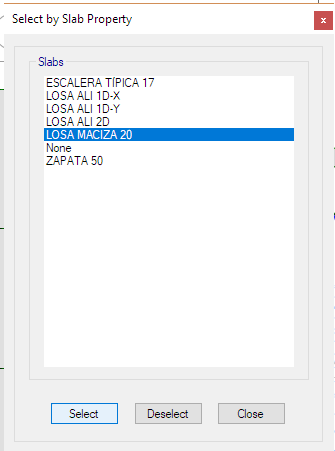 Select by Slab Property
x
Slabs
ESCALERA TÍPICA 17
LOSA ALI 1D-X
LOSA ALI 1D-Y
LOSA ALI 2D
LOSA MACIZA 20
None
ZAPATA 50
Select
Deselect
Close